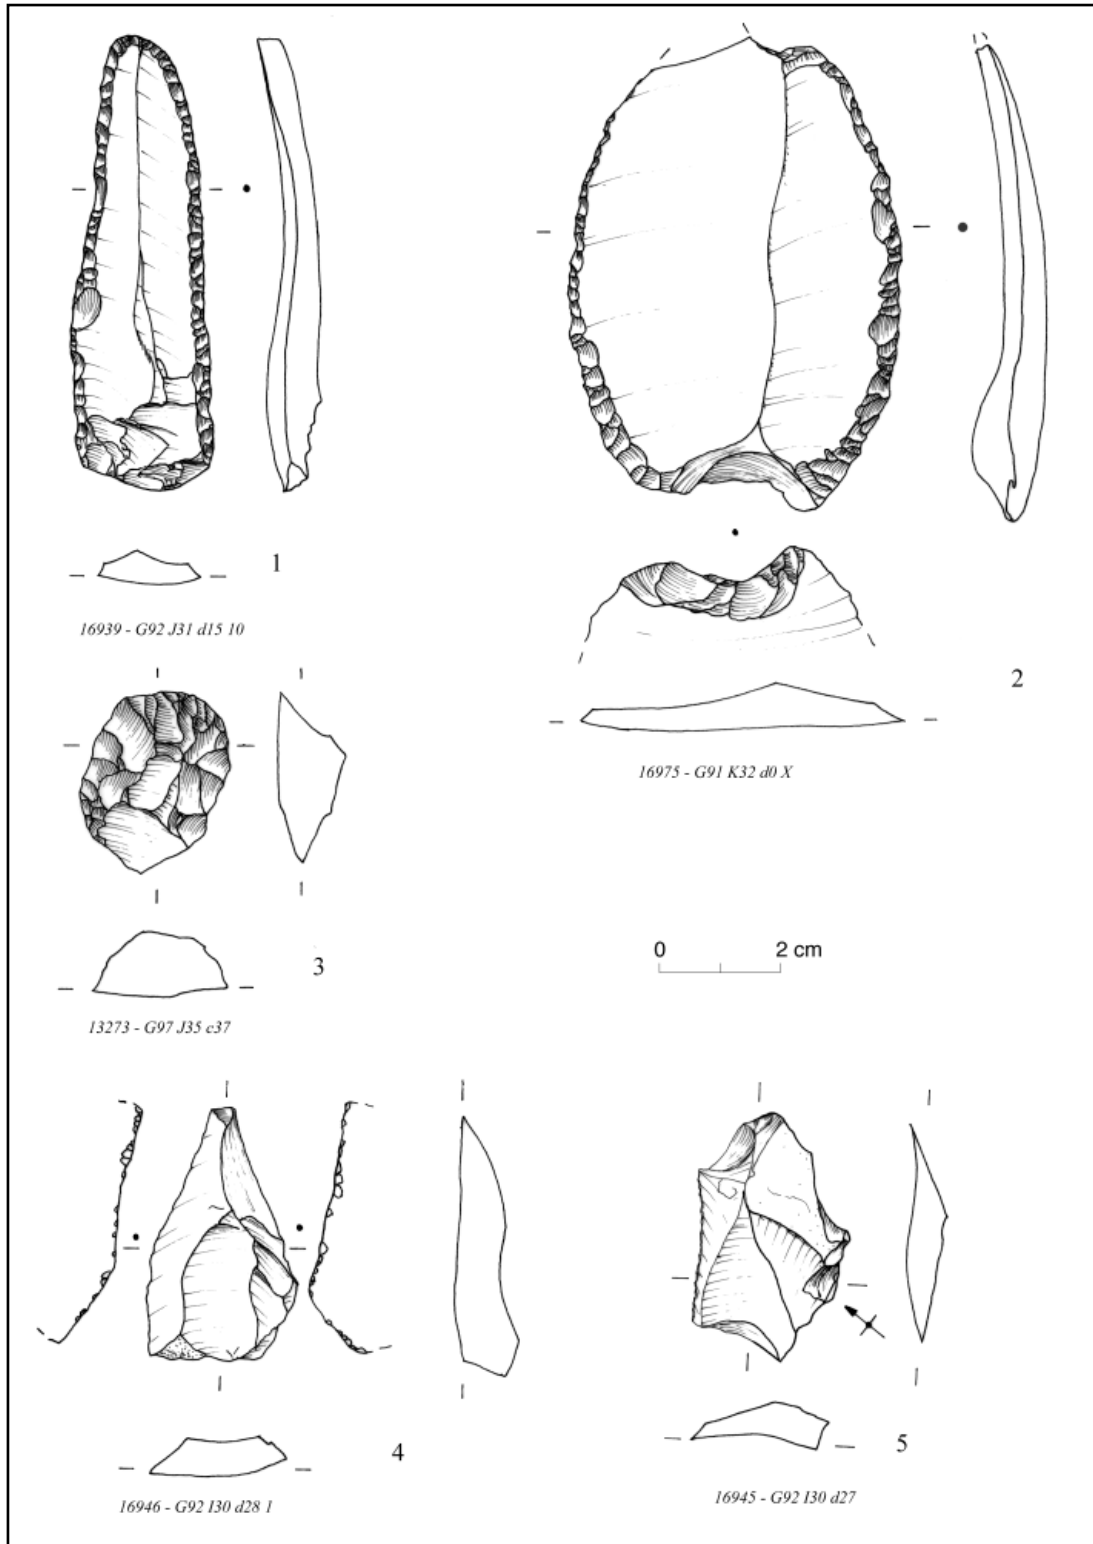 1
16939 - G92 J31 d15 10
2
16975 - G91 K32 d0 X
3
13273 - G97 J35 c37
0 2 cm
4
16946 - G92 I30 d28 1
5
16945 - G92 I30 d27